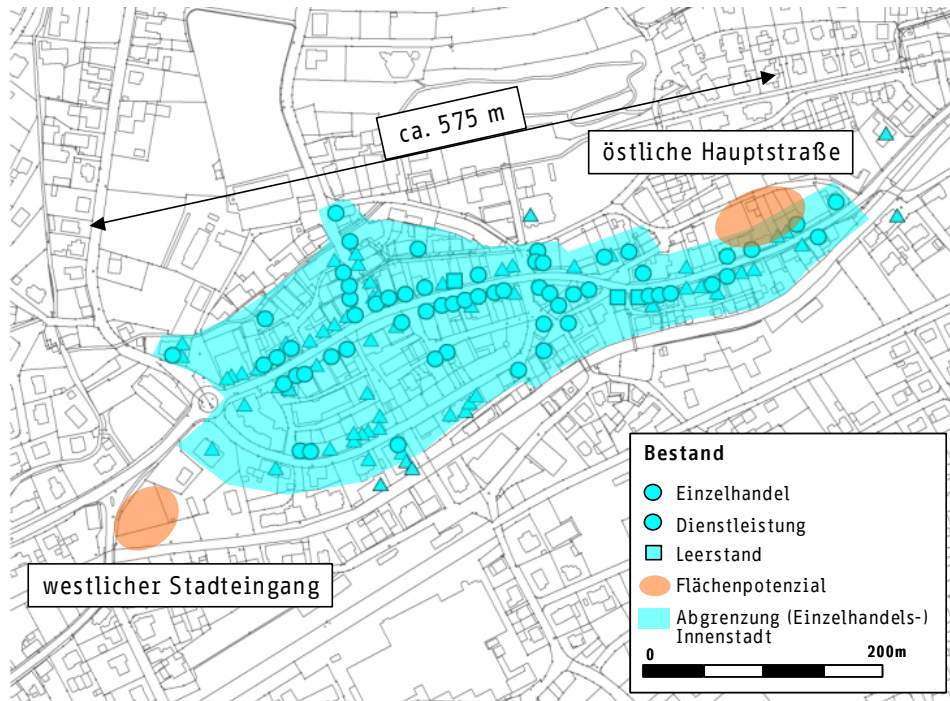 ca. 575 m
östliche Hauptstraße
westlicher Stadteingang
Bestand
Einzelhandel
Dienstleistung
Leerstand
Flächenpotenzial
Abgrenzung (Einzelhandels-)
Innenstadt
0 200m